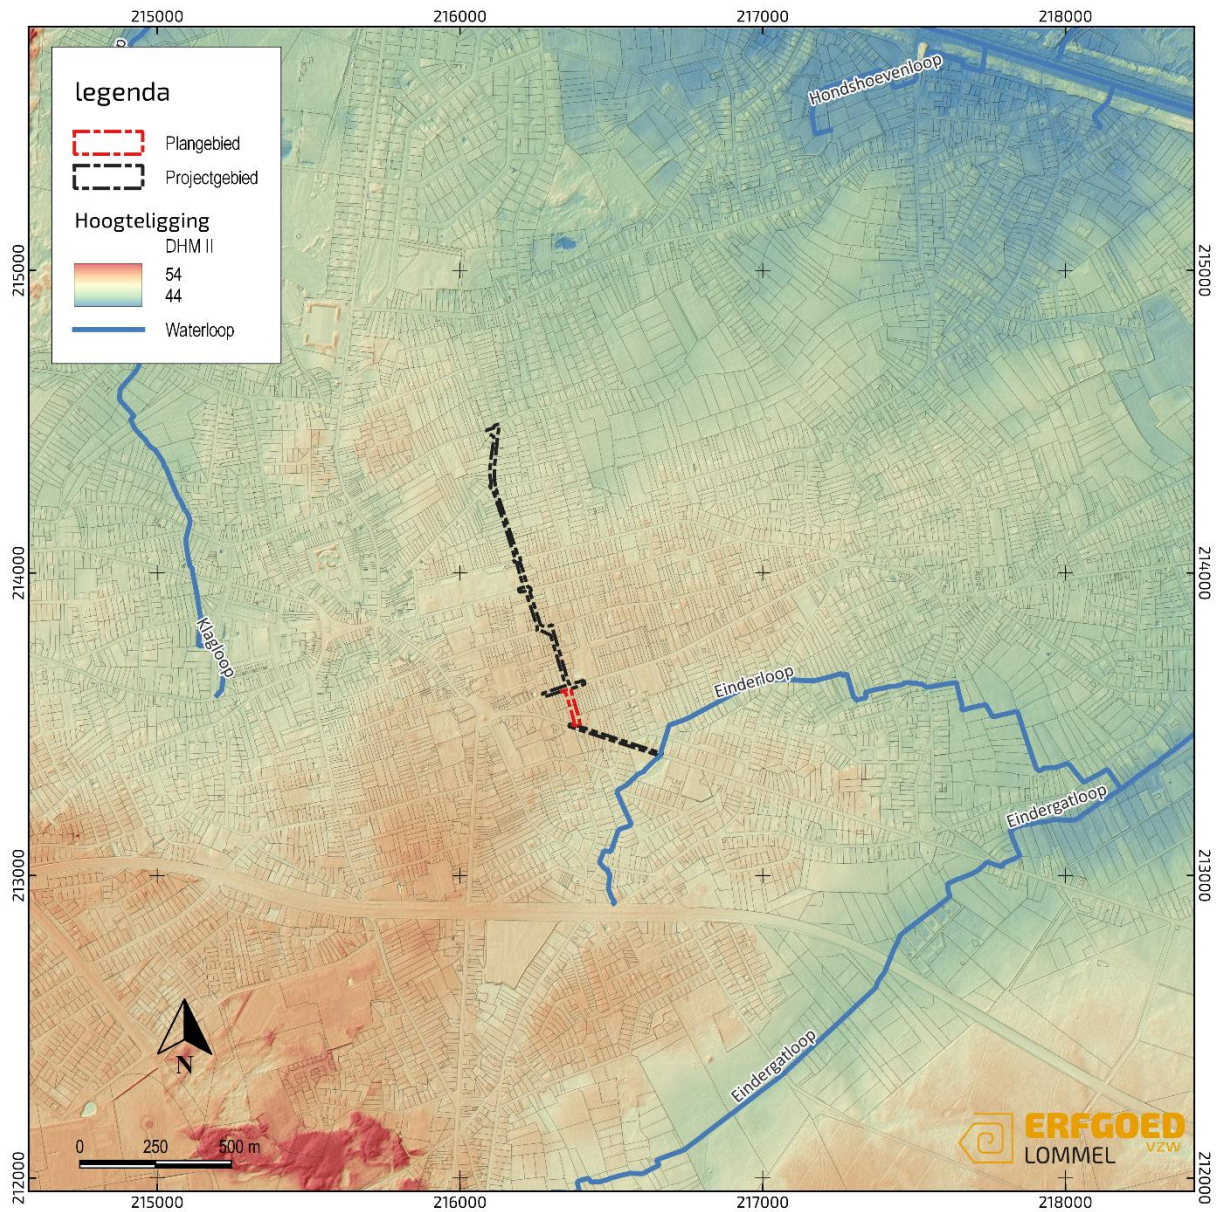 215000
216000
217000
218000
legenda
Plangebied
Projectgebied
Hoogteligging
DHM II
54
44
Waterloop
Hondshoevenloop
215000
215000
214000
214000
Klagloop
Einderloop
Eindergatloop
213000
213000
Eindergatloop
N
0 250 500 m
ERFGOED
VZW
LOMMEL
212000
212000
215000
216000
217000
218000